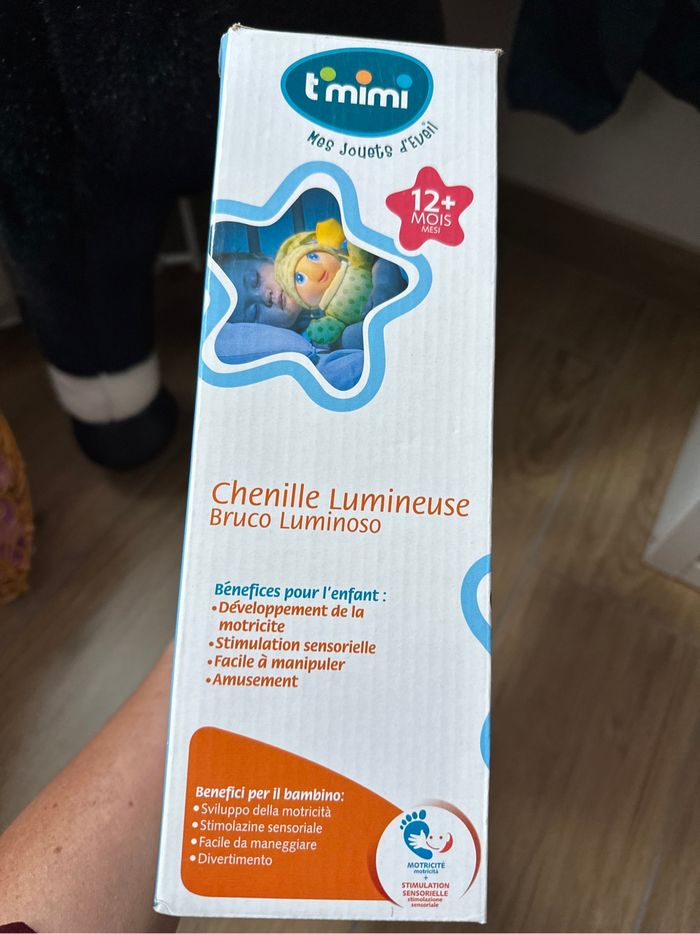 t'mimi
Mes Jouets d'Eveil
12+
MOIS
MESI
Chenille Lumineuse
Bruco Luminoso
Bénefices pour l'enfant :
•Développement de la
motricite
•Stimulation sensorielle
•Facile à manipuler
•Amusement
Benefici per il bambino:
•Sviluppo della motricità
•Stimolazine sensoriale
•Facile da maneggiare
•Divertimento
MOTRICITÉ
motricità
+
STIMULATION
SENSORIELLE
stimolazione
sensoriale